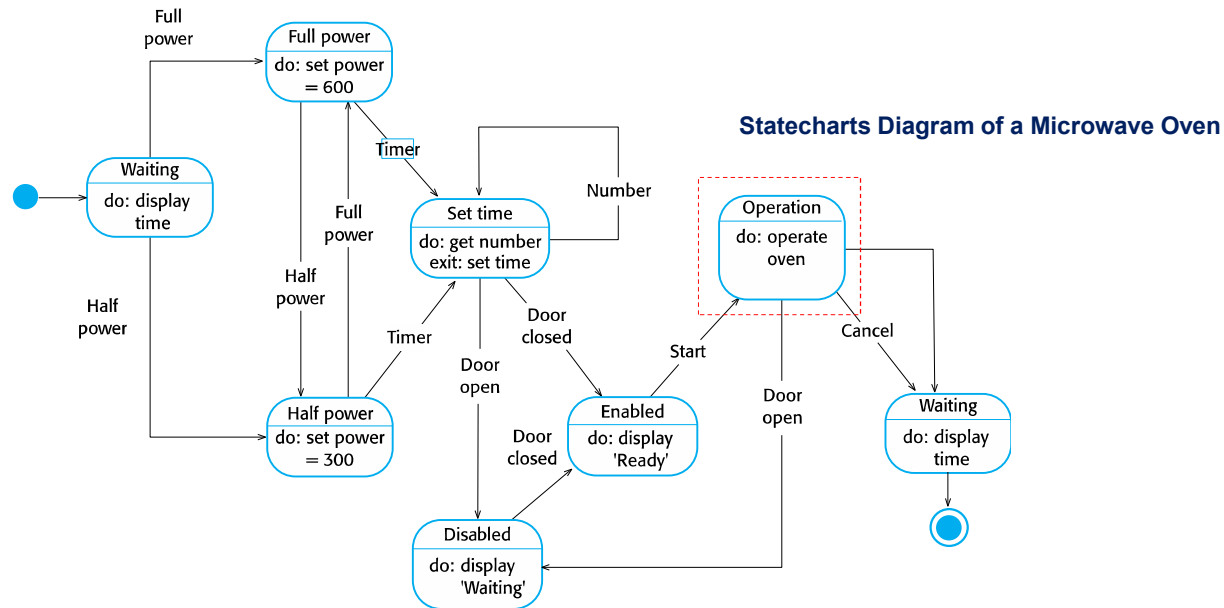 Full
power
Full power
do: set power
= 600
Statecharts Diagram of a Microwave Oven
Timer
Waiting
do: display
time
Number
Full
power
Set time
do: get number
exit: set time
Operation
do: operate
oven
Half
power
Half
power
Timer
Door
closed
Start
Cancel
Door
open
Door
open
Half power
do: set power
= 300
Enabled
do: display
'Ready'
Waiting
do: display
time
Door
closed
Disabled
do: display
'Waiting'